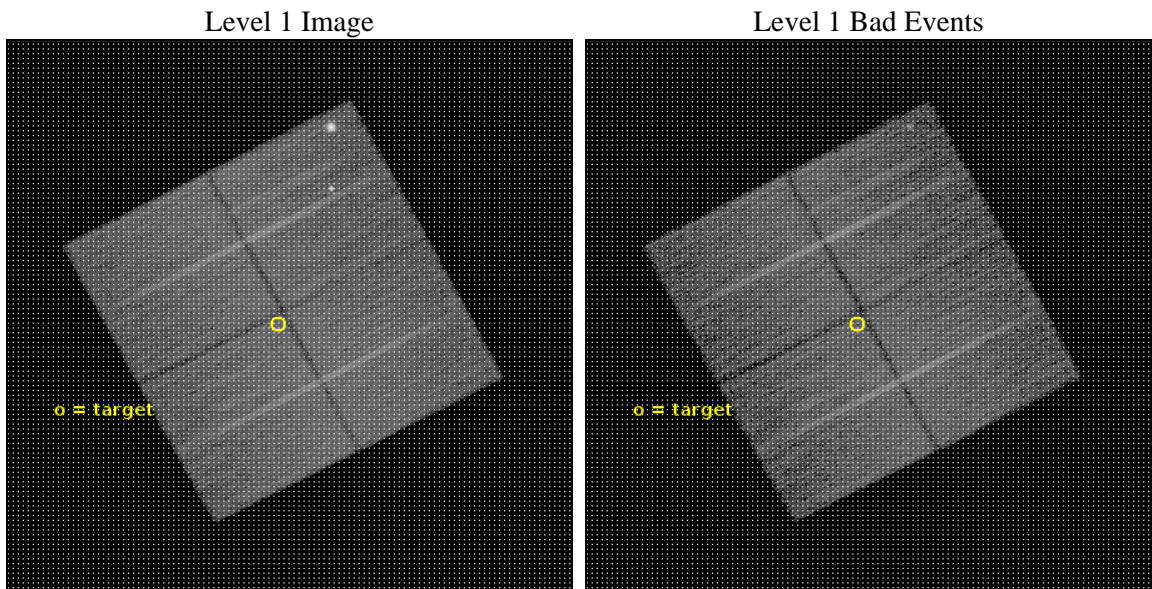 Level 1 Image
Level 1 Bad Events
o = target
o = target